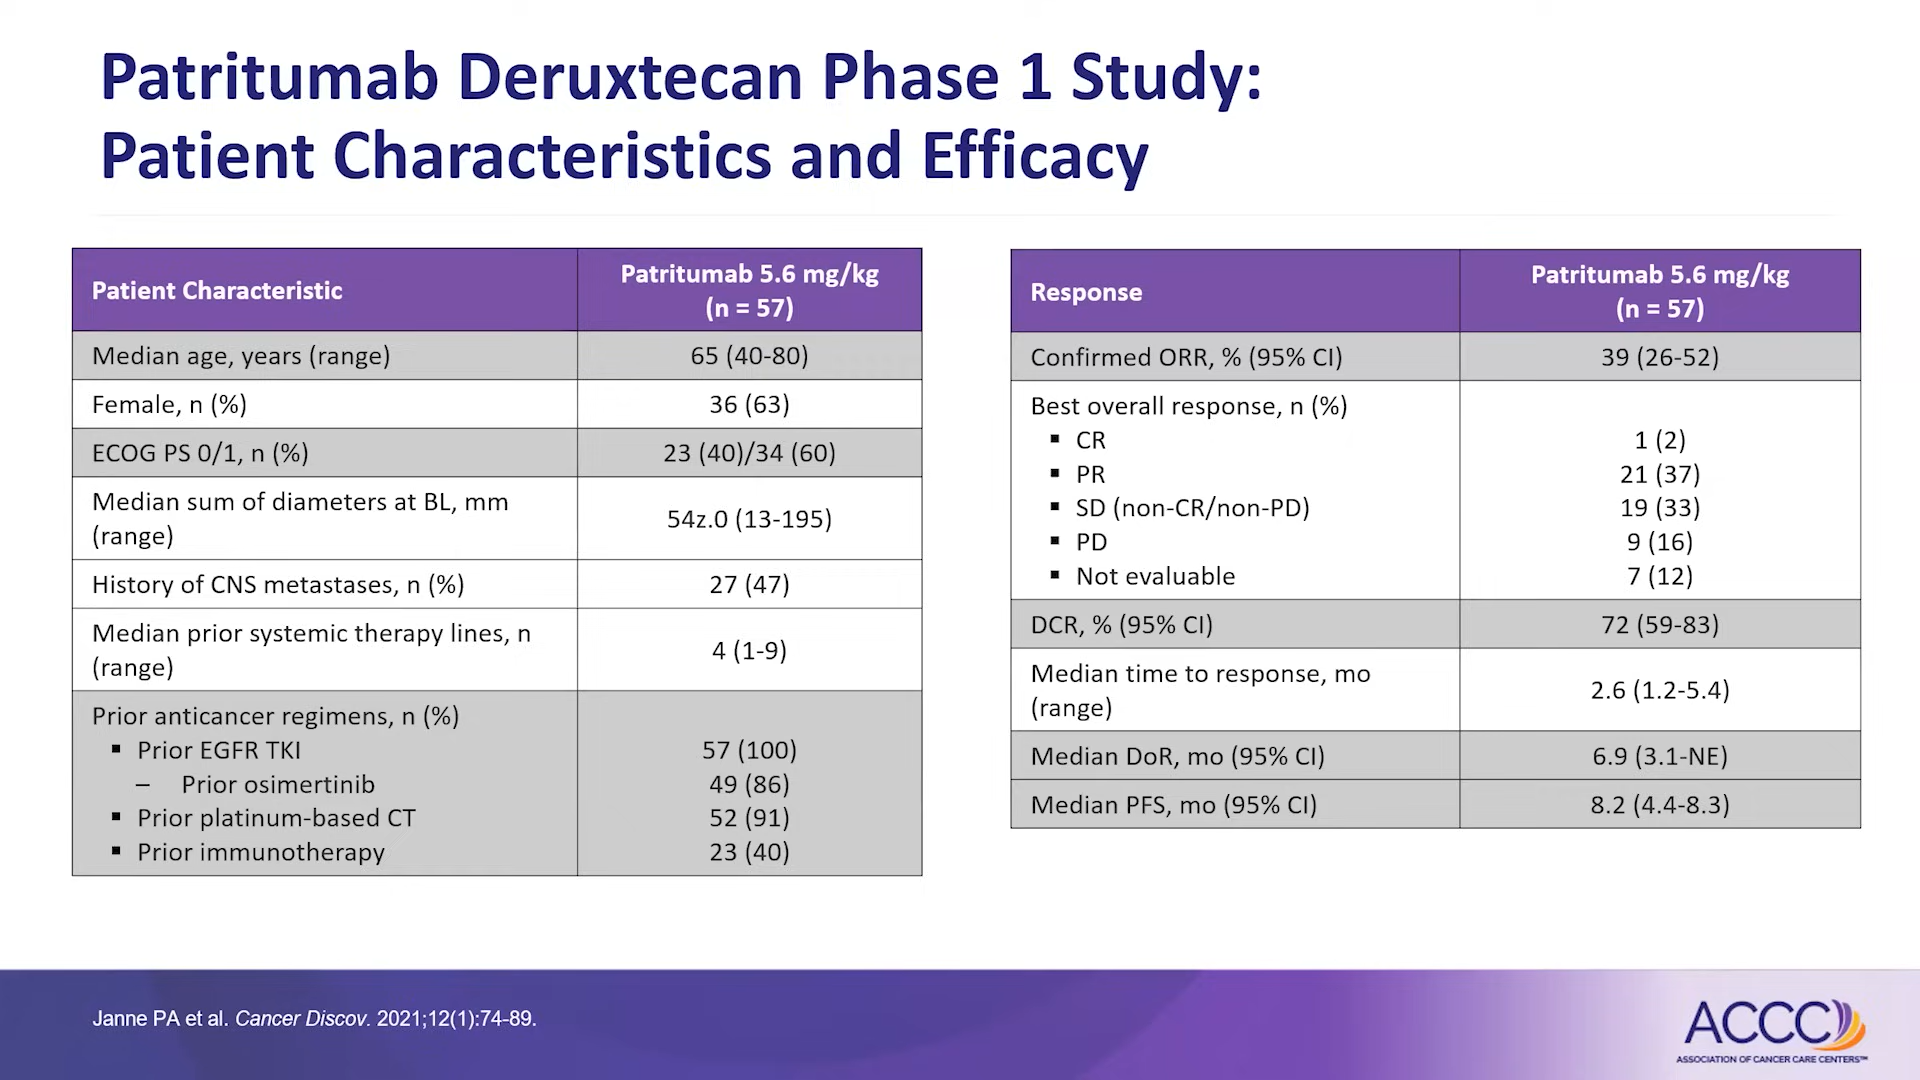 Patritumab Deruxtecan Phase 1 Study:
Patient Characteristics and Efficacy
Patient Characteristic
Patritumab 5.6 mg/kg
(n = 57)
Median age, years (range)
65 (40-80)
Female, n (%)
36 (63)
ECOG PS 0/1, n (%)
23 (40)/34 (60)
Median sum of diameters at BL, mm
(range)
54z.0 (13-195)
History of CNS metastases, n (%)
27 (47)
Median prior systemic therapy lines, n
(range)
4 (1-9)
Prior anticancer regimens, n (%)
▪ Prior EGFR TKI
57 (100)
– Prior osimertinib
49 (86)
▪ Prior platinum-based CT
52 (91)
▪ Prior immunotherapy
23 (40)
Response
Patritumab 5.6 mg/kg
(n = 57)
Confirmed ORR, % (95% CI)
39 (26-52)
Best overall response, n (%)
▪ CR
1 (2)
▪ PR
21 (37)
▪ SD (non-CR/non-PD)
19 (33)
▪ PD
9 (16)
▪ Not evaluable
7 (12)
DCR, % (95% CI)
72 (59-83)
Median time to response, mo
(range)
2.6 (1.2-5.4)
Median DoR, mo (95% CI)
6.9 (3.1-NE)
Median PFS, mo (95% CI)
8.2 (4.4-8.3)
Janne PA et al. Cancer Discov. 2021;12(1):74-89.
ACCC
ASSOCIATION OF CANCER CARE CENTERS™